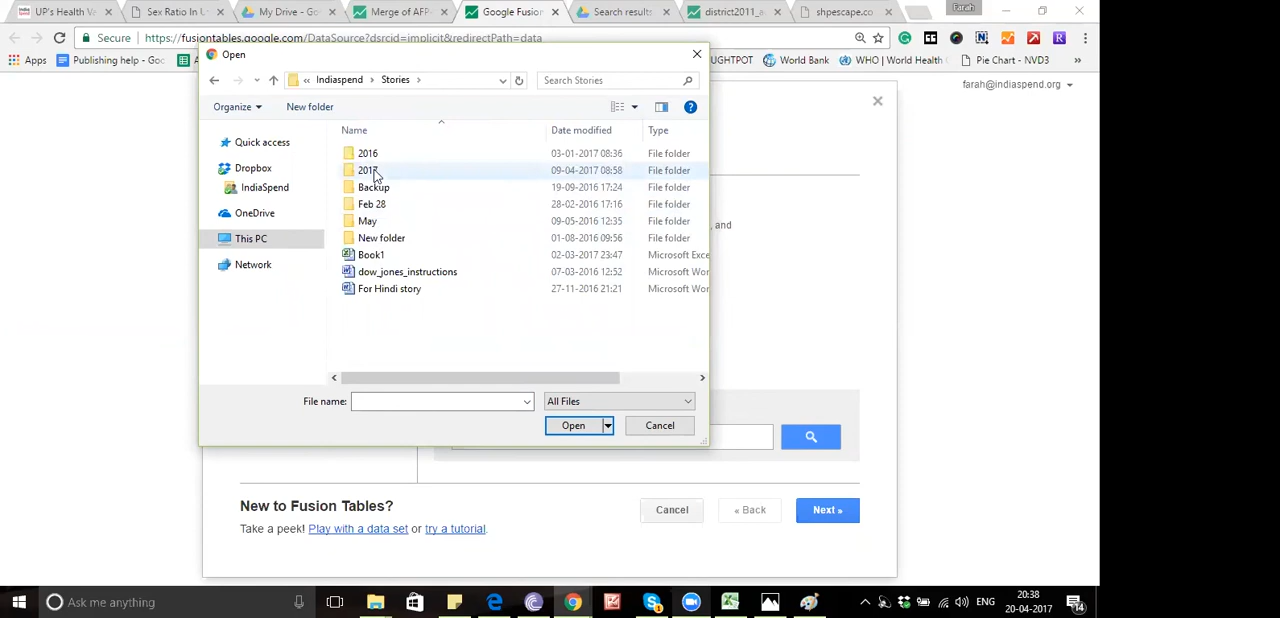 UP's Health V
Sex Ratio In U
My Drive - Go
Merge of AFP
Google Fusion
Search results
district2011_a
shpescape.co
Farah
Secure
https://fusiontables.google.com/DataSource?dsrcid=implicit&redirectPath=data
Apps
Publishing help - Goo
UGHTPOT
World Bank
WHO | World Health
Pie Chart - NVD3
»
farah@indiaspend.org
Open
«
Indiaspend
Stories
Search Stories
Organize
New folder
Name
Date modified
Type
Quick access
Dropbox
IndiaSpend
OneDrive
This PC
Network
2016 03-01-2017 08:36 File folder
2017 09-04-2017 08:58 File folder
Backup 19-09-2016 17:24 File folder
Feb 28 28-02-2016 17:16 File folder
May 09-05-2016 12:35 File folder
New folder 01-08-2016 09:56 File folder
Book1 02-03-2017 23:47 Microsoft Exce
dow_jones_instructions 07-03-2016 12:52 Microsoft Wor
For Hindi story 27-11-2016 21:21 Microsoft Wor
, and
File name:
All Files
Open
Cancel
New to Fusion Tables?
Take a peek! Play with a data set or try a tutorial.
Cancel
« Back
Next »
Ask me anything
ENG
20:38
20-04-2017
14